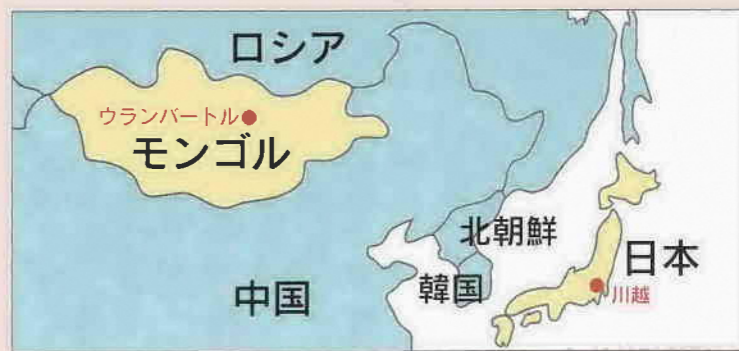 ロシア
ウランバートル
モンゴル
北朝鮮
日本
韓国
中国
川越